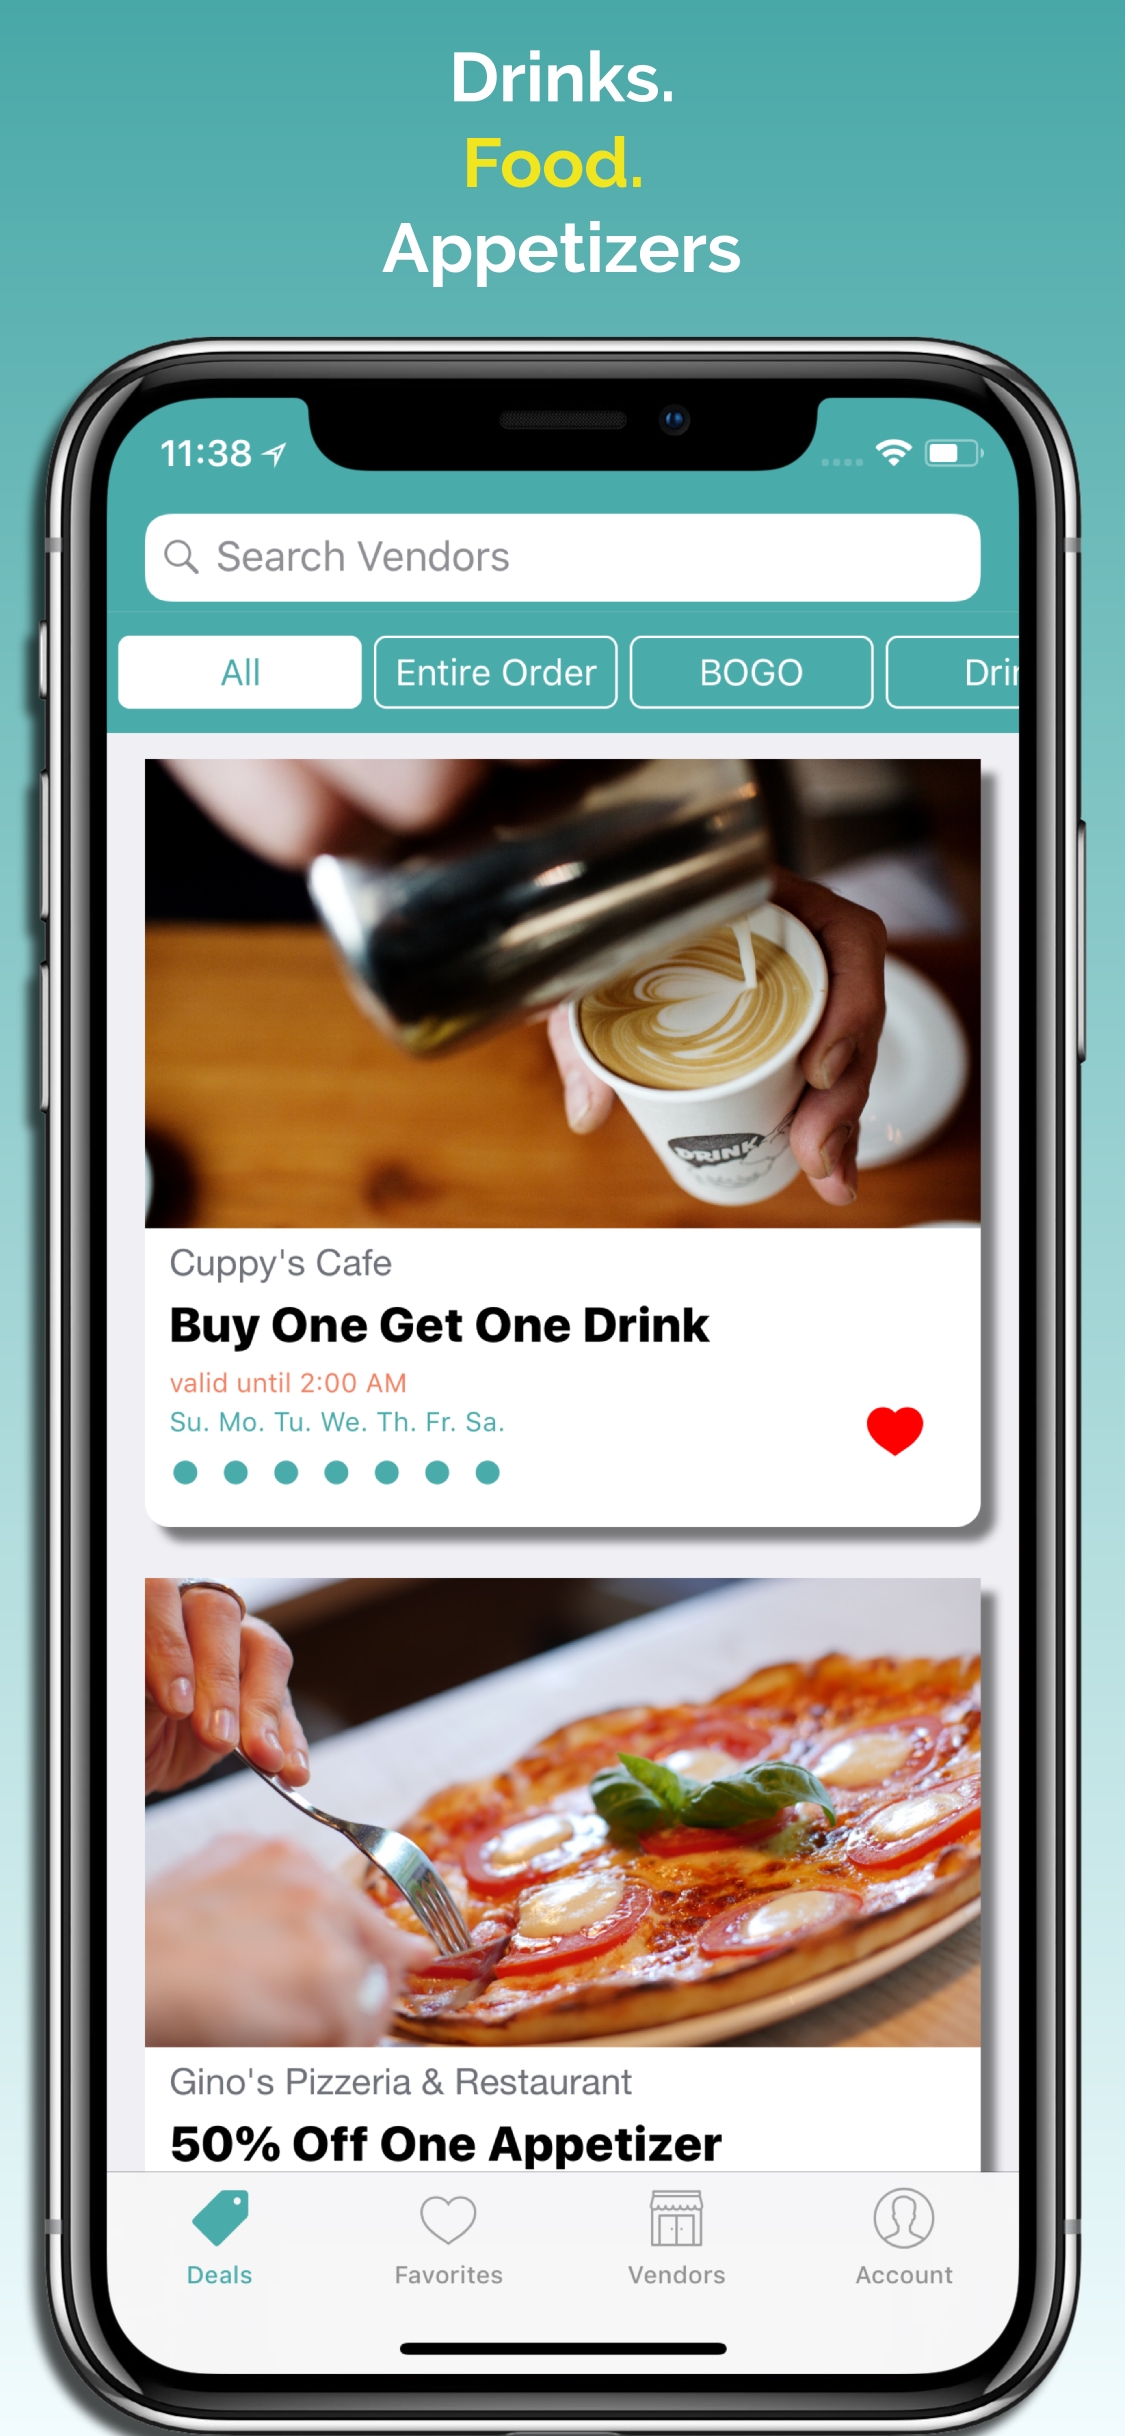 Drinks.
Food.
Appetizers
11:38
Search Vendors
All
Entire Order
BOGO
Drin
DRINK
Cuppy's Cafe
Buy One Get One Drink
valid until 2:00 AM
Su. Mo. Tu. We. Th. Fr. Sa.
Gino's Pizzeria & Restaurant
50% Off One Appetizer
Deals
Favorites
Vendors
Account